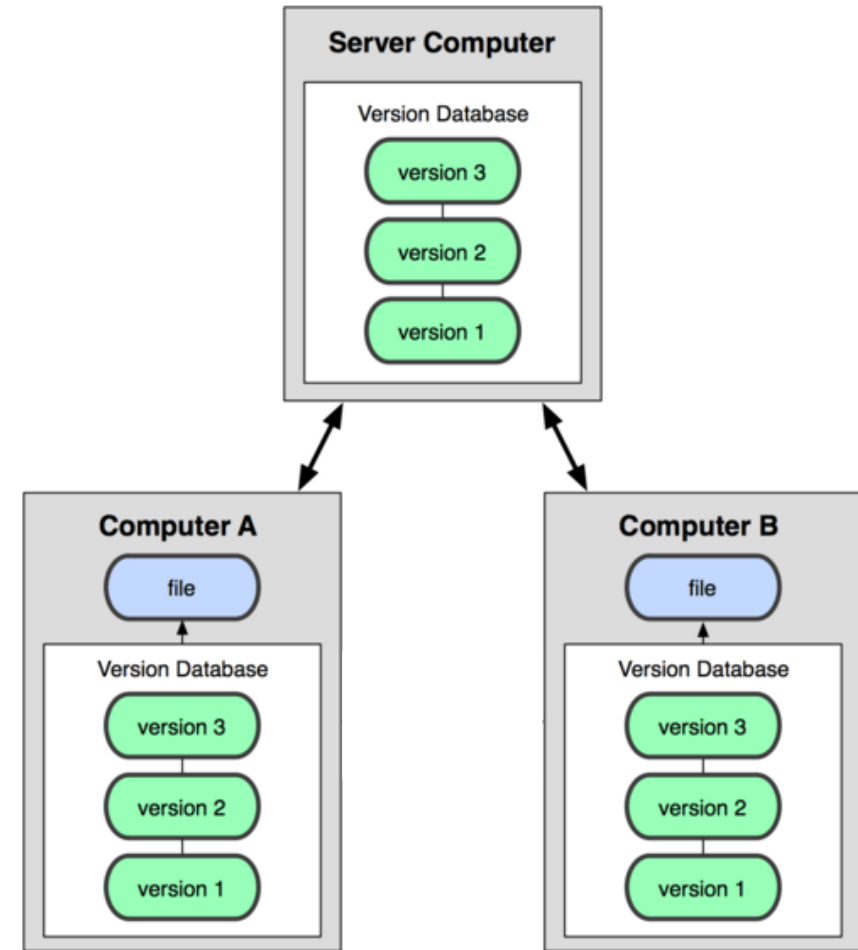 Server Computer
Version Database
version 3
version 2
version 1
Computer A
file
Version Database
version 3
version 2
version 1
Computer B
file
Version Database
version 3
version 2
version 1